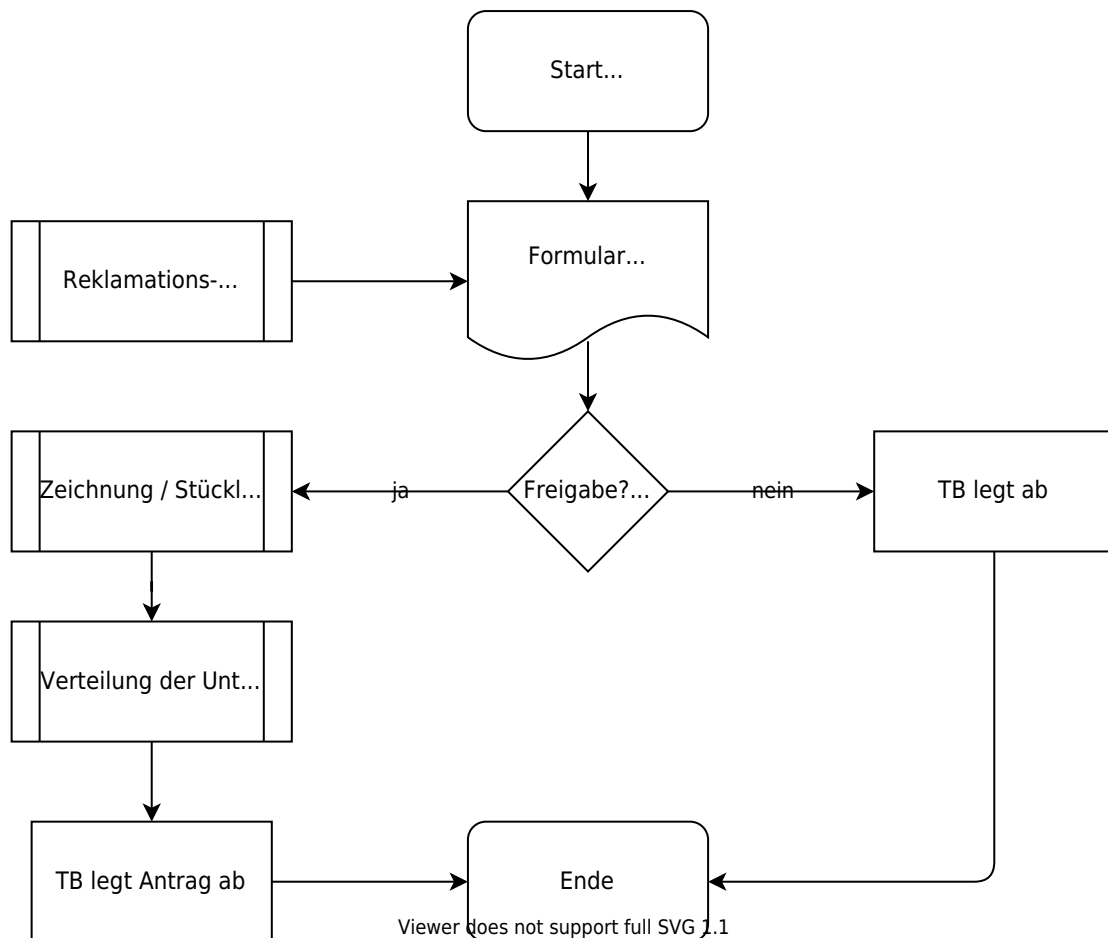 Start...
Formular...
Reklamations-...
Zeichnung / Stückl...
ja
Freigabe?...
nein
TB legt ab
Verteilung der Unt...
TB legt Antrag ab
Ende
Viewer does not support full SVG 1.1